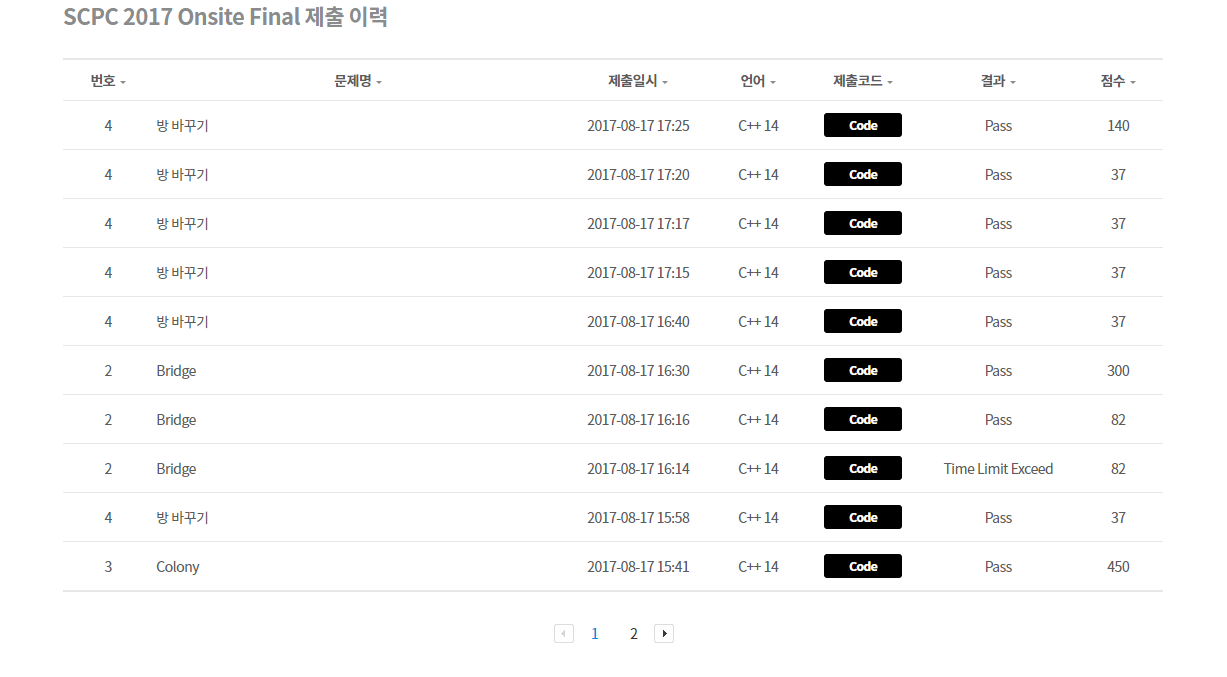 SCPC 2017 Onsite Final 제출 이력
번호 문제명 제출일시 언어 제출코드 결과 점수
4 방 바꾸기 2017-08-17 17:25 C++ 14 Code Pass 140
4 방 바꾸기 2017-08-17 17:20 C++ 14 Code Pass 37
4 방 바꾸기 2017-08-17 17:17 C++ 14 Code Pass 37
4 방 바꾸기 2017-08-17 17:15 C++ 14 Code Pass 37
4 방 바꾸기 2017-08-17 16:40 C++ 14 Code Pass 37
2 Bridge 2017-08-17 16:30 C++ 14 Code Pass 300
2 Bridge 2017-08-17 16:16 C++ 14 Code Pass 82
2 Bridge 2017-08-17 16:14 C++ 14 Code Time Limit Exceed 82
4 방 바꾸기 2017-08-17 15:58 C++ 14 Code Pass 37
3 Colony 2017-08-17 15:41 C++ 14 Code Pass 450
1 2